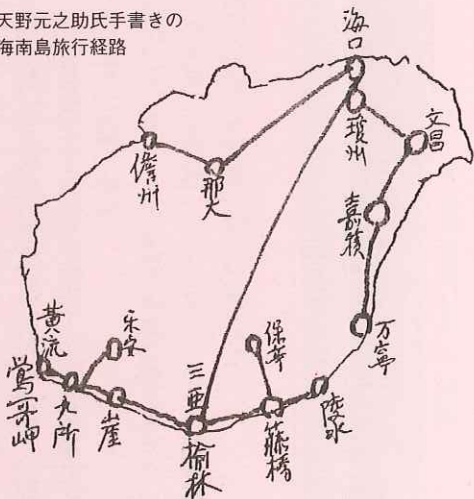 天野元之助氏手書きの
海南島旅行経路
海口
瓊州
文昌
嘉積
万寧
陵水
藤橋
保亭
三亜
榆林
崖
乐安
九所
黄流
鶯哥岬
儋州
那大